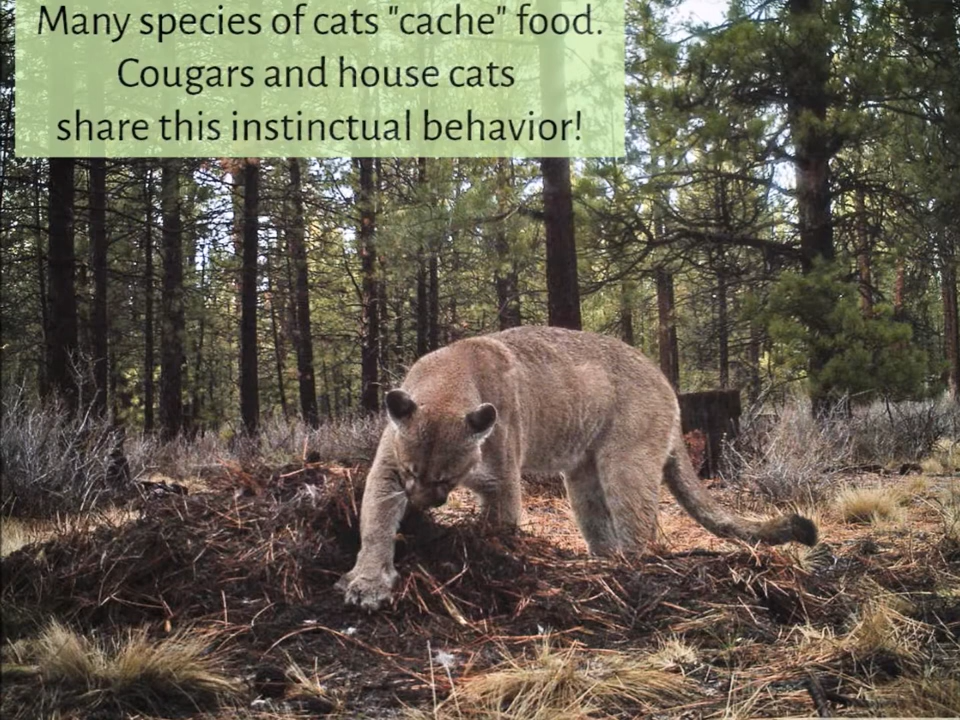 Many species of cats "cache" food.
Cougars and house cats
share this instinctual behavior!